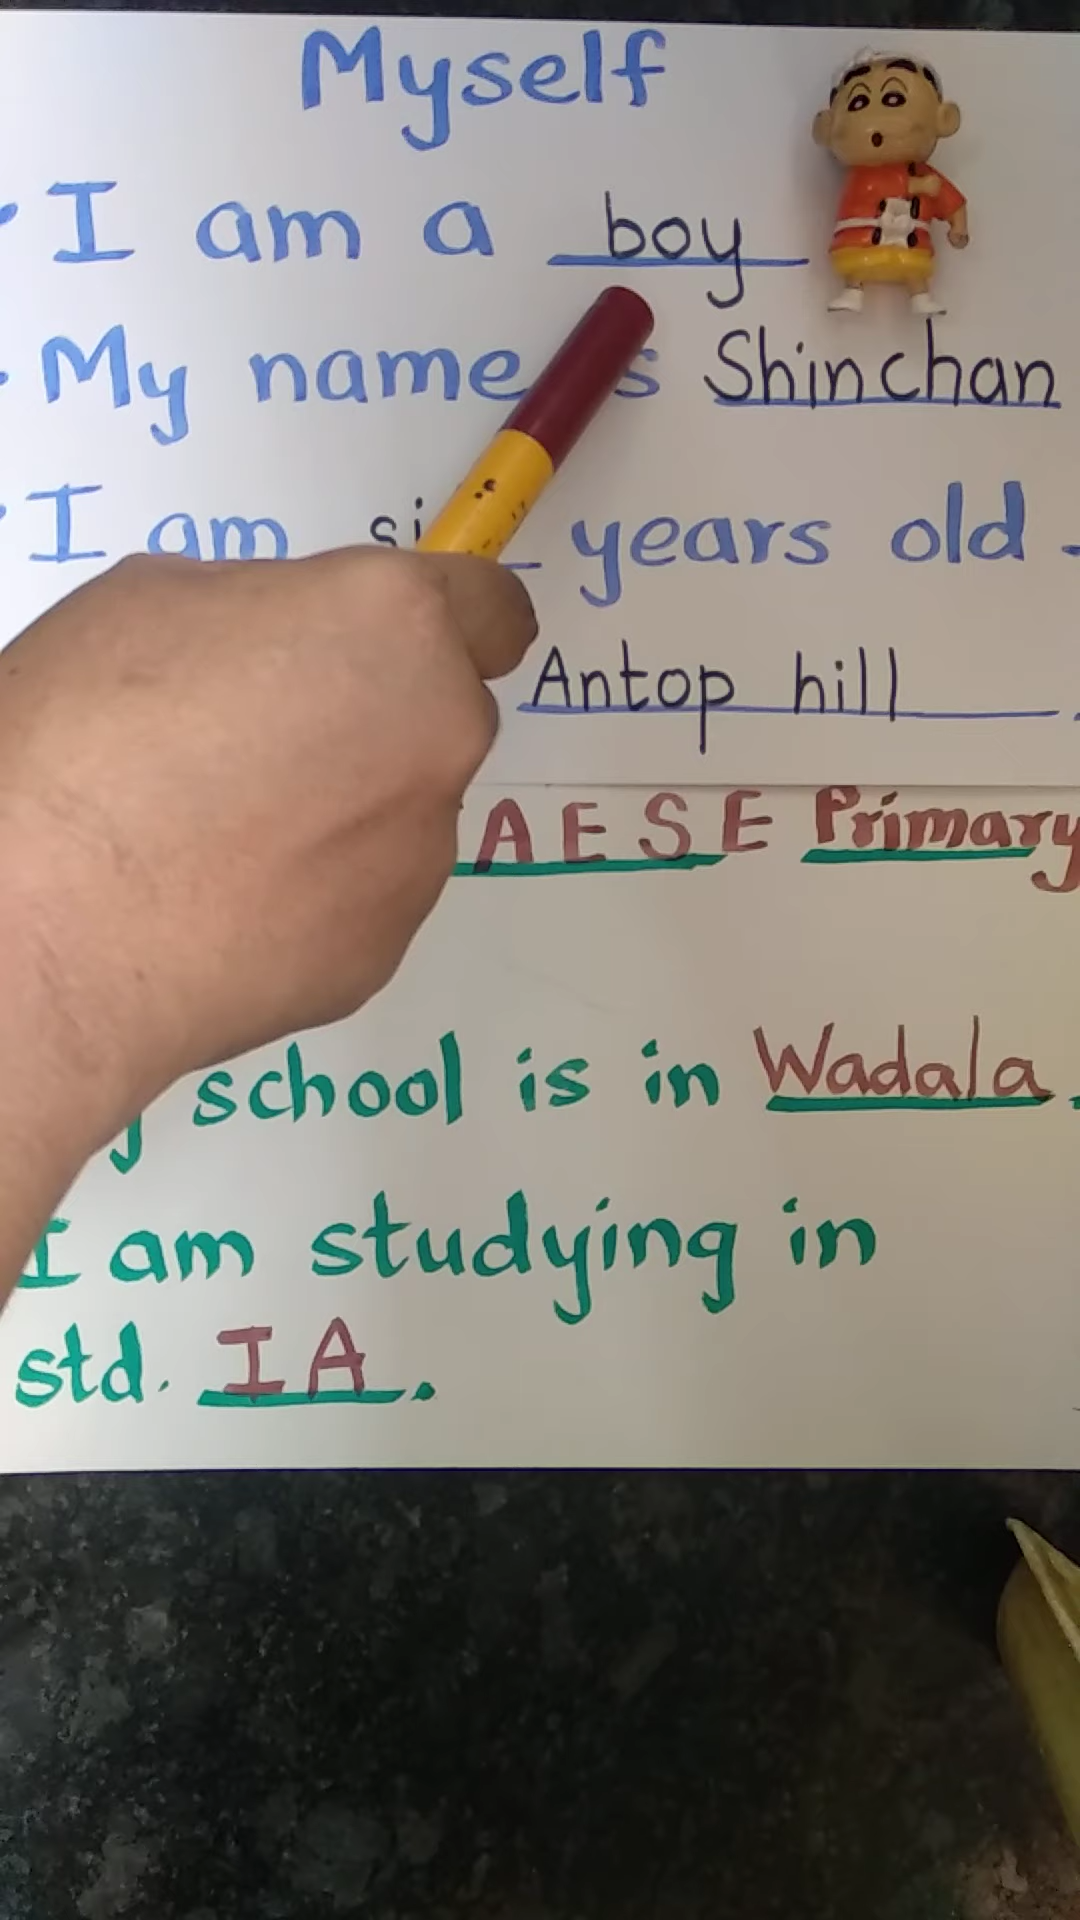 Myself
I am a boy
My name Shinchan
I am years old
Antop hill
AESE Primary
school is in Wadala.
I am studying in
std. IA.